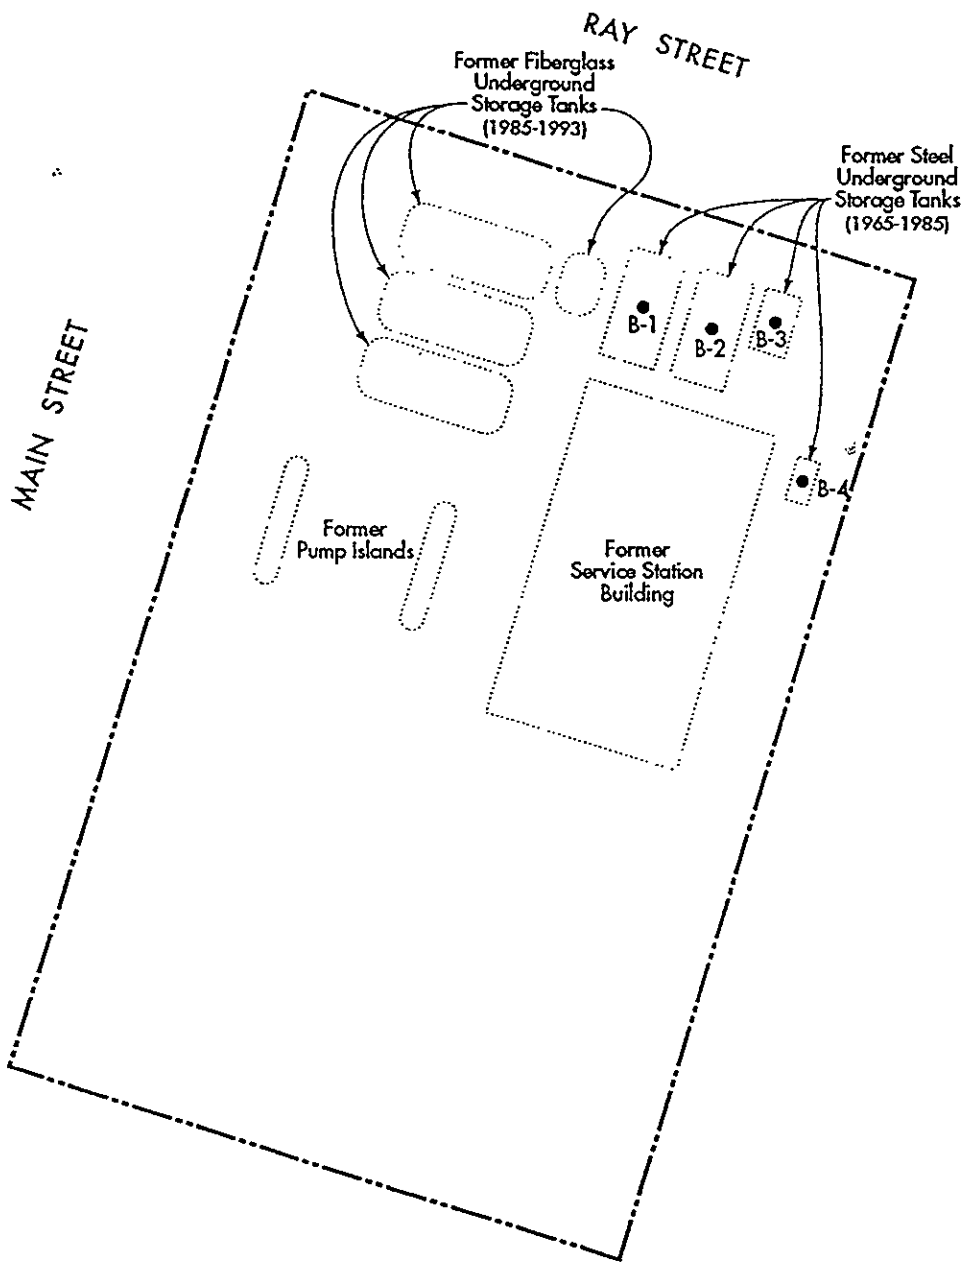 RAY STREET
Former Fiberglass
Underground
Storage Tanks
(1985-1993)
Former Steel
Underground
Storage Tanks
(1965-1985)
MAIN STREET
B-1
B-2
B-3
B-4
Former
Pump Islands
Former
Service Station
Building